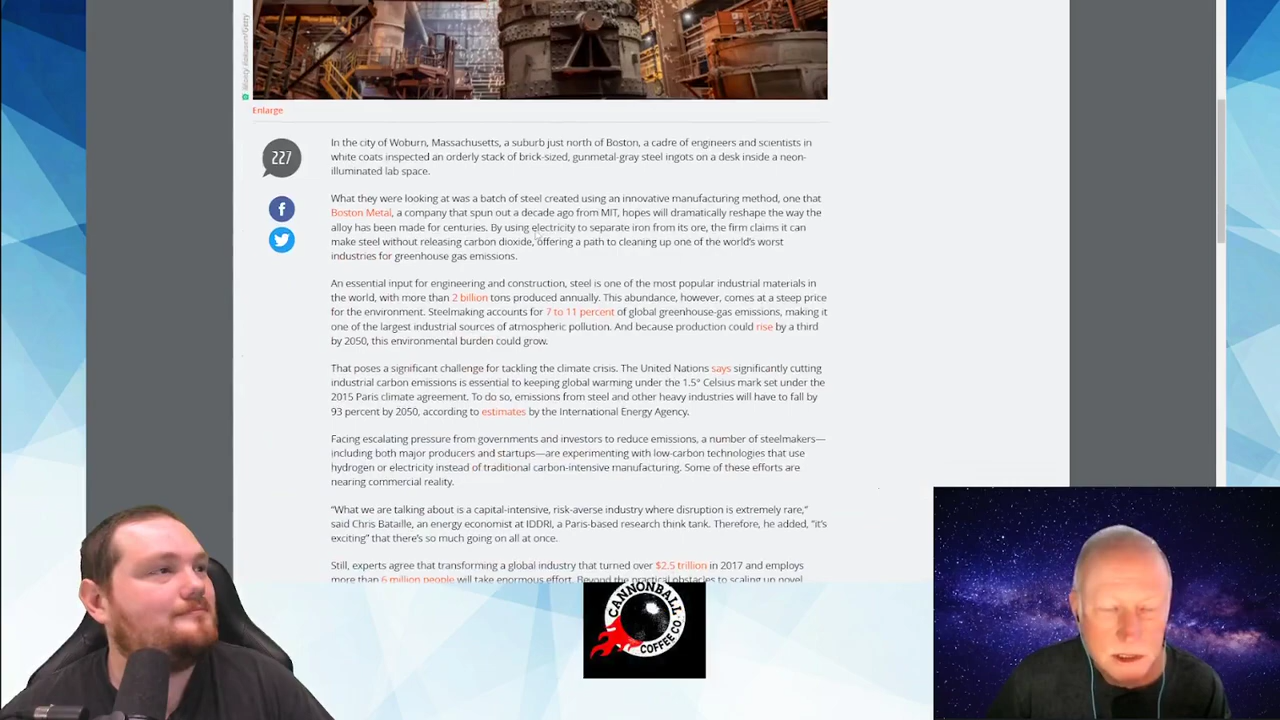 Enlarge
227
In the city of Woburn, Massachusetts, a suburb just north of Boston, a cadre of engineers and scientists in
white coats inspected an orderly stack of brick-sized, gunmetal-gray steel ingots on a desk inside a neon-
illuminated lab space.
What they were looking at was a batch of steel created using an innovative manufacturing method, one that
Boston Metal, a company that spun out a decade ago from MIT, hopes will dramatically reshape the way the
alloy has been made for centuries. By using electricity to separate iron from its ore, the firm claims it can
make steel without releasing carbon dioxide, offering a path to cleaning up one of the world's worst
industries for greenhouse gas emissions.
An essential input for engineering and construction, steel is one of the most popular industrial materials in
the world, with more than 2 billion tons produced annually. This abundance, however, comes at a steep price
for the environment. Steelmaking accounts for 7 to 11 percent of global greenhouse-gas emissions, making it
one of the largest industrial sources of atmospheric pollution. And because production could rise by a third
by 2050, this environmental burden could grow.
That poses a significant challenge for tackling the climate crisis. The United Nations says significantly cutting
industrial carbon emissions is essential to keeping global warming under the 1.5° Celsius mark set under the
2015 Paris climate agreement. To do so, emissions from steel and other heavy industries will have to fall by
93 percent by 2050, according to estimates by the International Energy Agency.
Facing escalating pressure from governments and investors to reduce emissions, a number of steelmakers—
including both major producers and startups—are experimenting with low-carbon technologies that use
hydrogen or electricity instead of traditional carbon-intensive manufacturing. Some of these efforts are
nearing commercial reality.
“What we are talking about is a capital-intensive, risk-averse industry where disruption is extremely rare,”
said Chris Bataille, an energy economist at IDDRI, a Paris-based research think tank. Therefore, he added, “it's
exciting” that there's so much going on all at once.
Still, experts agree that transforming a global industry that turned over $2.5 trillion in 2017 and employs
more than 6 million people will take enormous effort. Beyond the practical obstacles to scaling up novel
CANNONBALL
COFFEE CO.